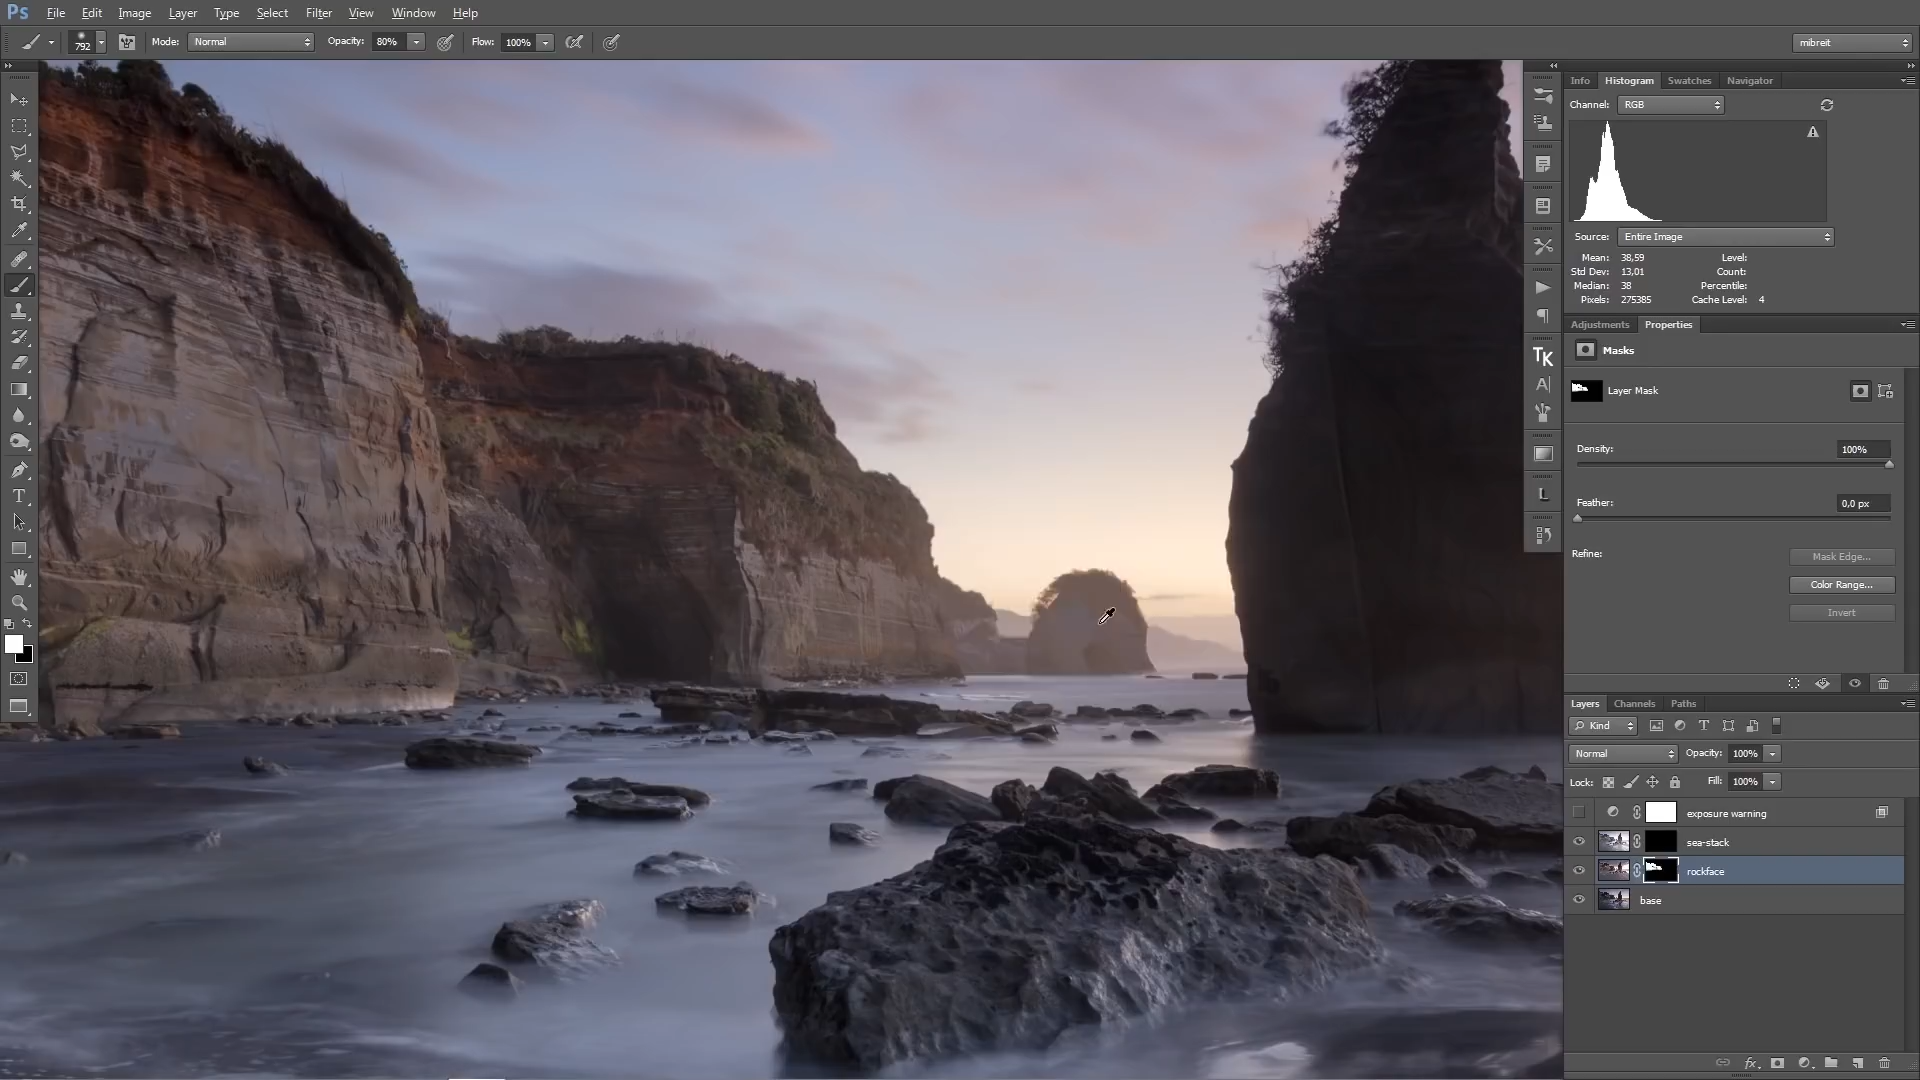 Ps File Edit Image Layer Type Select Filter View Window Help
792 Mode: Normal Opacity: 80% Flow: 100% mibreit
Info Histogram Swatches Navigator
Channel: RGB
Source: Entire Image
Mean: 38,59 Level:
Std Dev: 13,01 Count:
Median: 38 Percentile:
Pixels: 275385 Cache Level: 4
Adjustments Properties
Masks
TK
A
Layer Mask
Density: 100%
L
Feather: 0,0 px
Refine: Mask Edge...
Color Range...
Invert
T
Layers Channels Paths
Kind T
Normal Opacity: 100%
Lock: Fill: 100%
exposure warning
sea-stack
rockface
base
fx